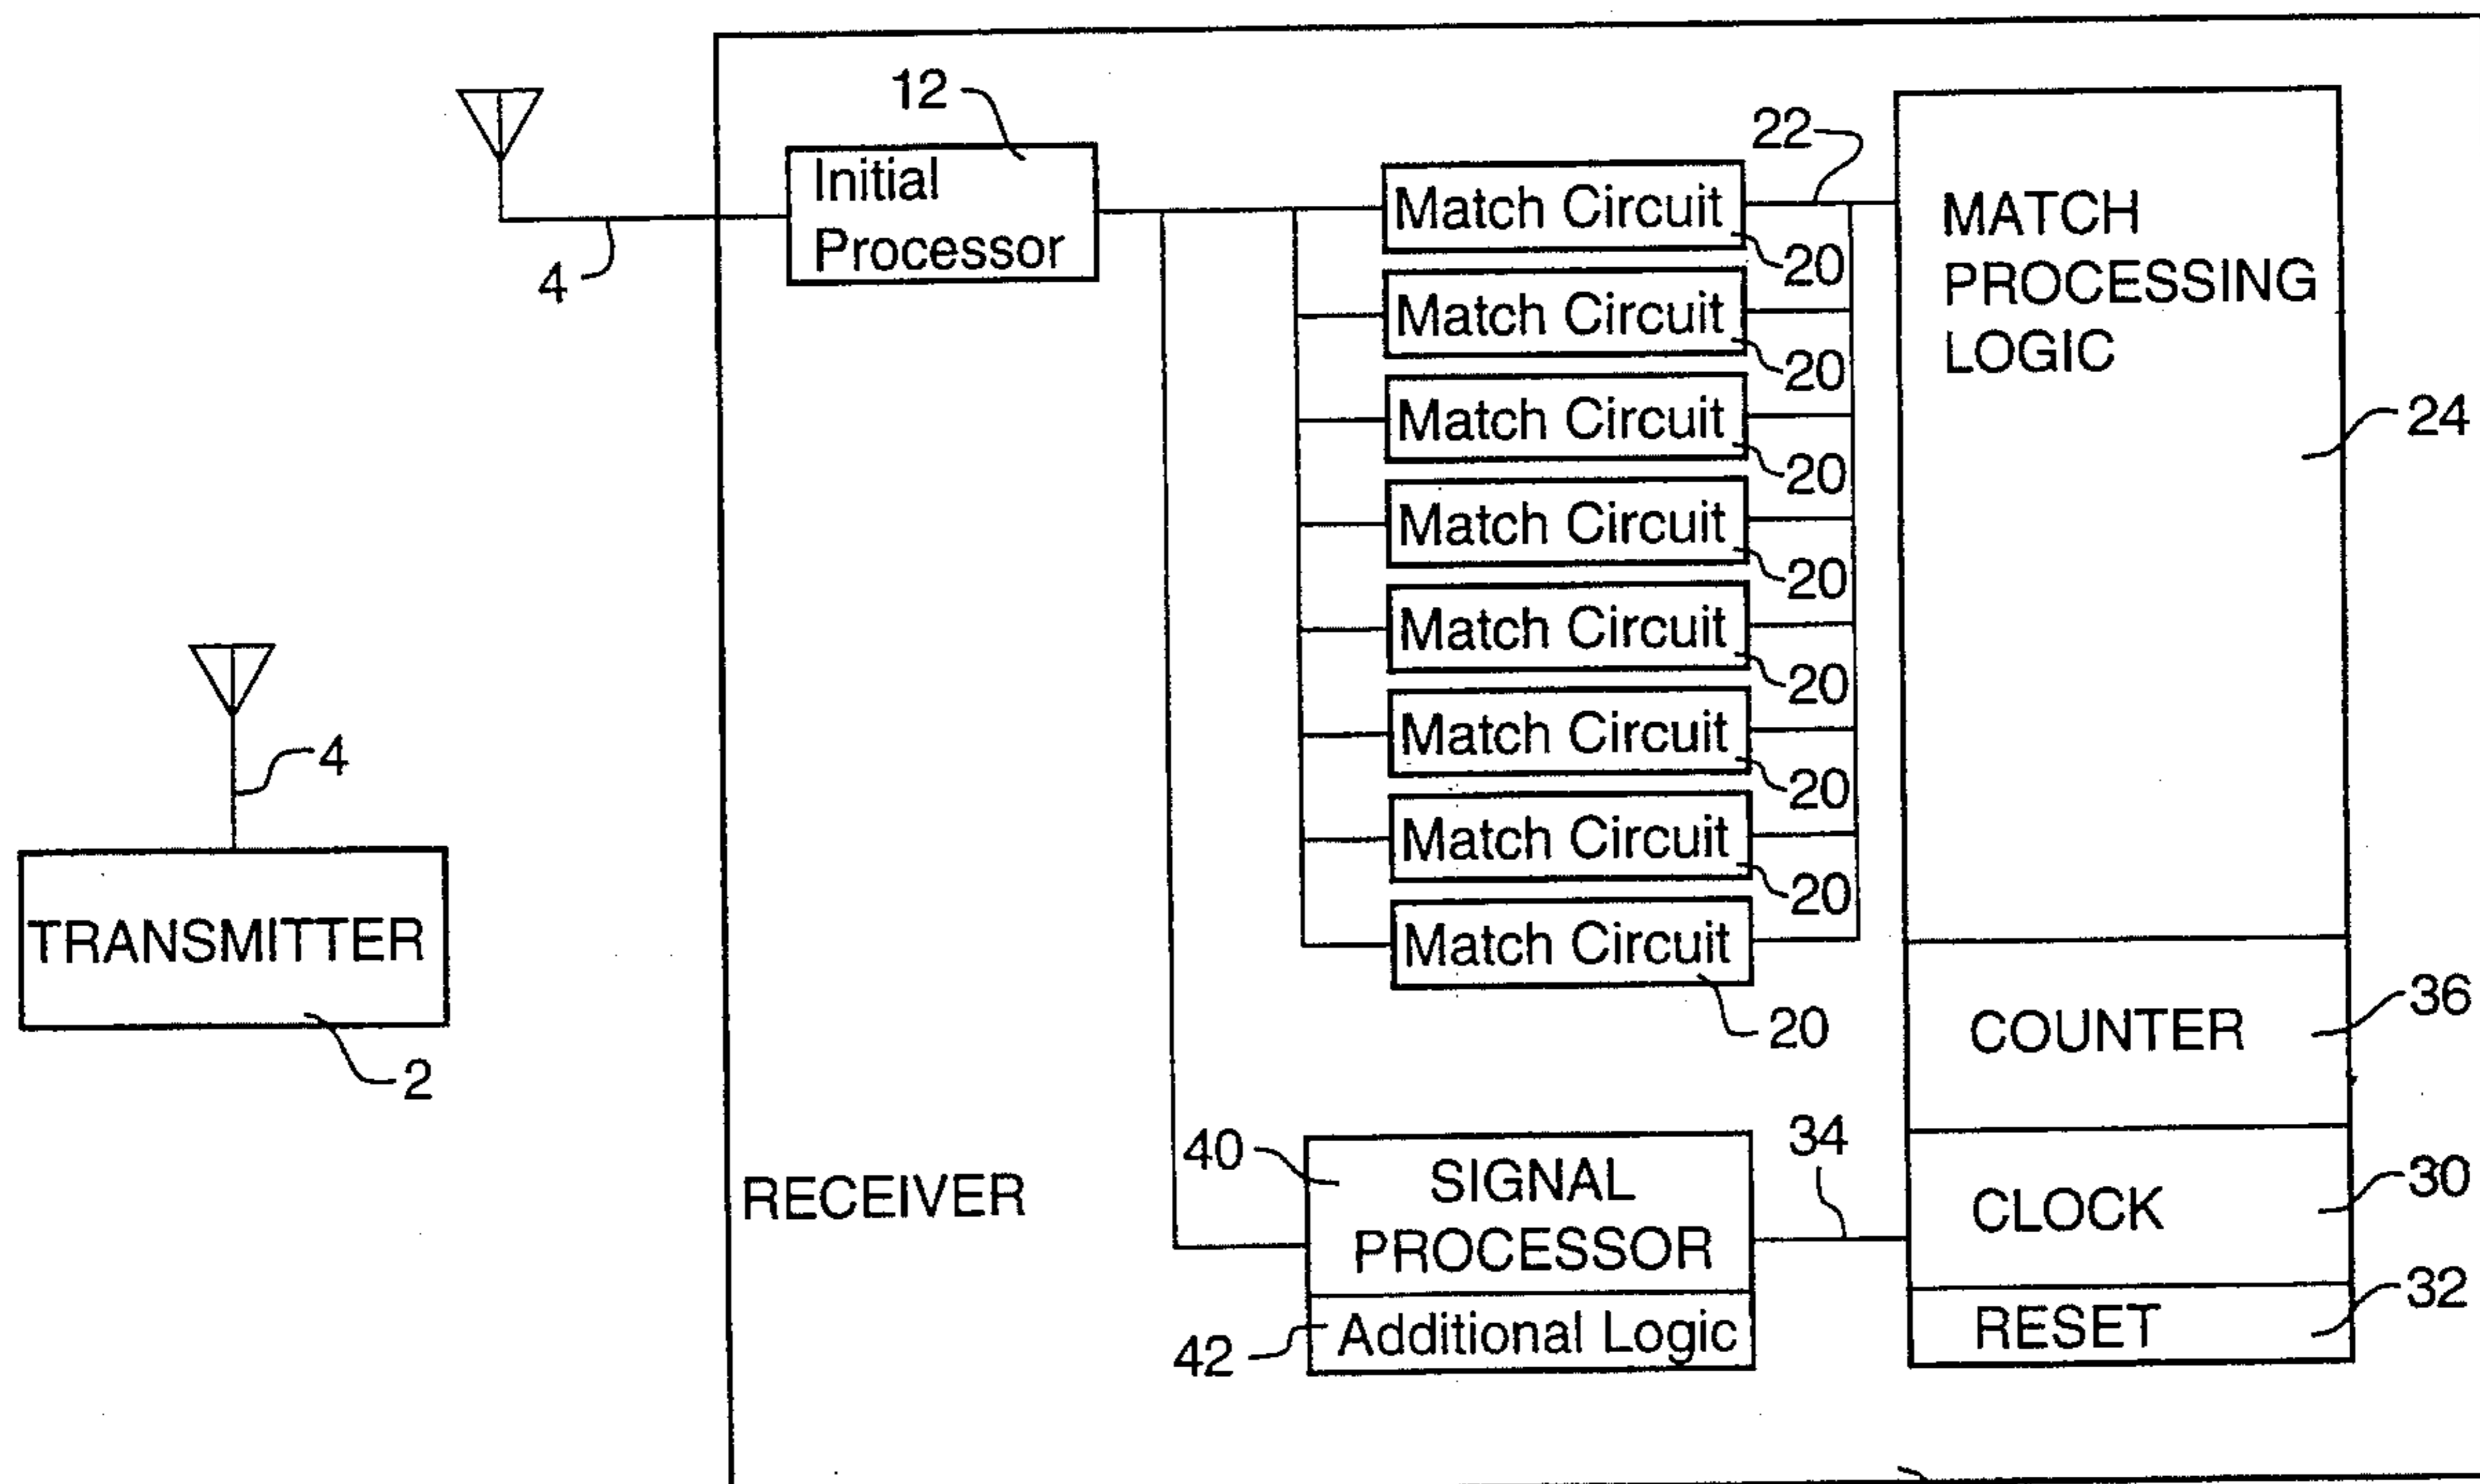 12
Initial
Processor
4
Match Circuit
20
Match Circuit
20
Match Circuit
20
Match Circuit
20
Match Circuit
20
Match Circuit
20
Match Circuit
20
Match Circuit
20
22
MATCH
PROCESSING
LOGIC
24
4
TRANSMITTER
2
COUNTER
36
RECEIVER
40
SIGNAL
PROCESSOR
34
CLOCK
30
42
Additional Logic
RESET
32